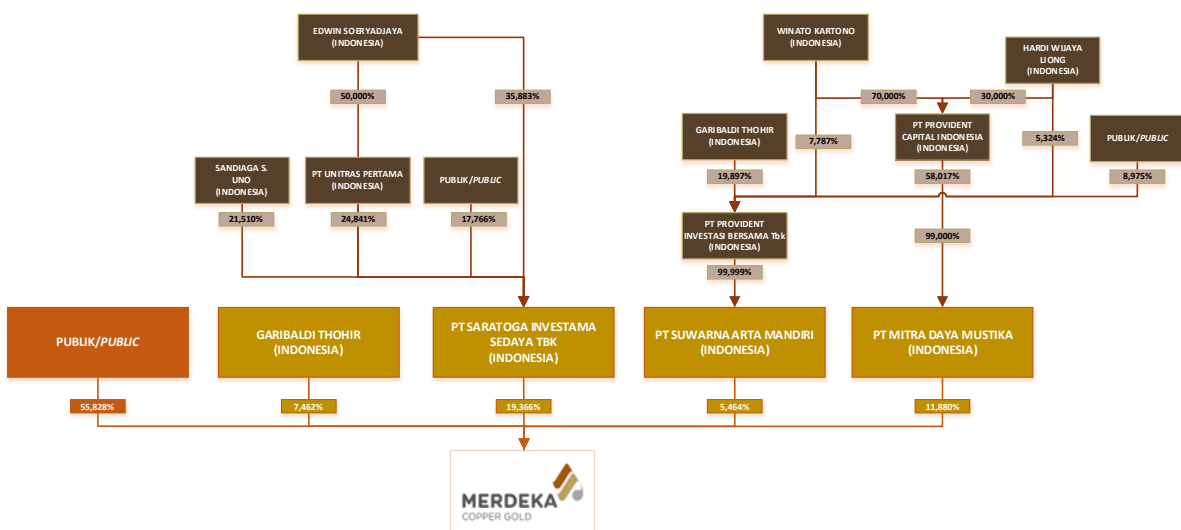 EDWIN SOERYADJAYA
(INDONESIA)
WINATO KARTONO
(INDONESIA)
HARDI WIJAYA
LIONG
(INDONESIA)
50,000%
35,883%
70,000%
30,000%
GARIBALDI THOHIR
(INDONESIA)
7,787%
PT PROVIDENT
CAPITAL INDONESIA
(INDONESIA)
5,324%
PUBLIK/PUBLIC
SANDIAGA S.
UNO
(INDONESIA)
PT UNITRAS PERTAMA
(INDONESIA)
PUBLIK/PUBLIC
19,897%
58,017%
8,975%
21,510%
24,841%
17,766%
PT PROVIDENT
INVESTASI BERSAMA Tbk
(INDONESIA)
99,000%
99,999%
PUBLIK/PUBLIC
GARIBALDI THOHIR
(INDONESIA)
PT SARATOGA INVESTAMA
SEDAYA TBK
(INDONESIA)
PT SUWARNA ARTA MANDIRI
(INDONESIA)
PT MITRA DAYA MUSTIKA
(INDONESIA)
55,828%
7,462%
19,366%
5,464%
11,880%
MERDEKA
COPPER GOLD